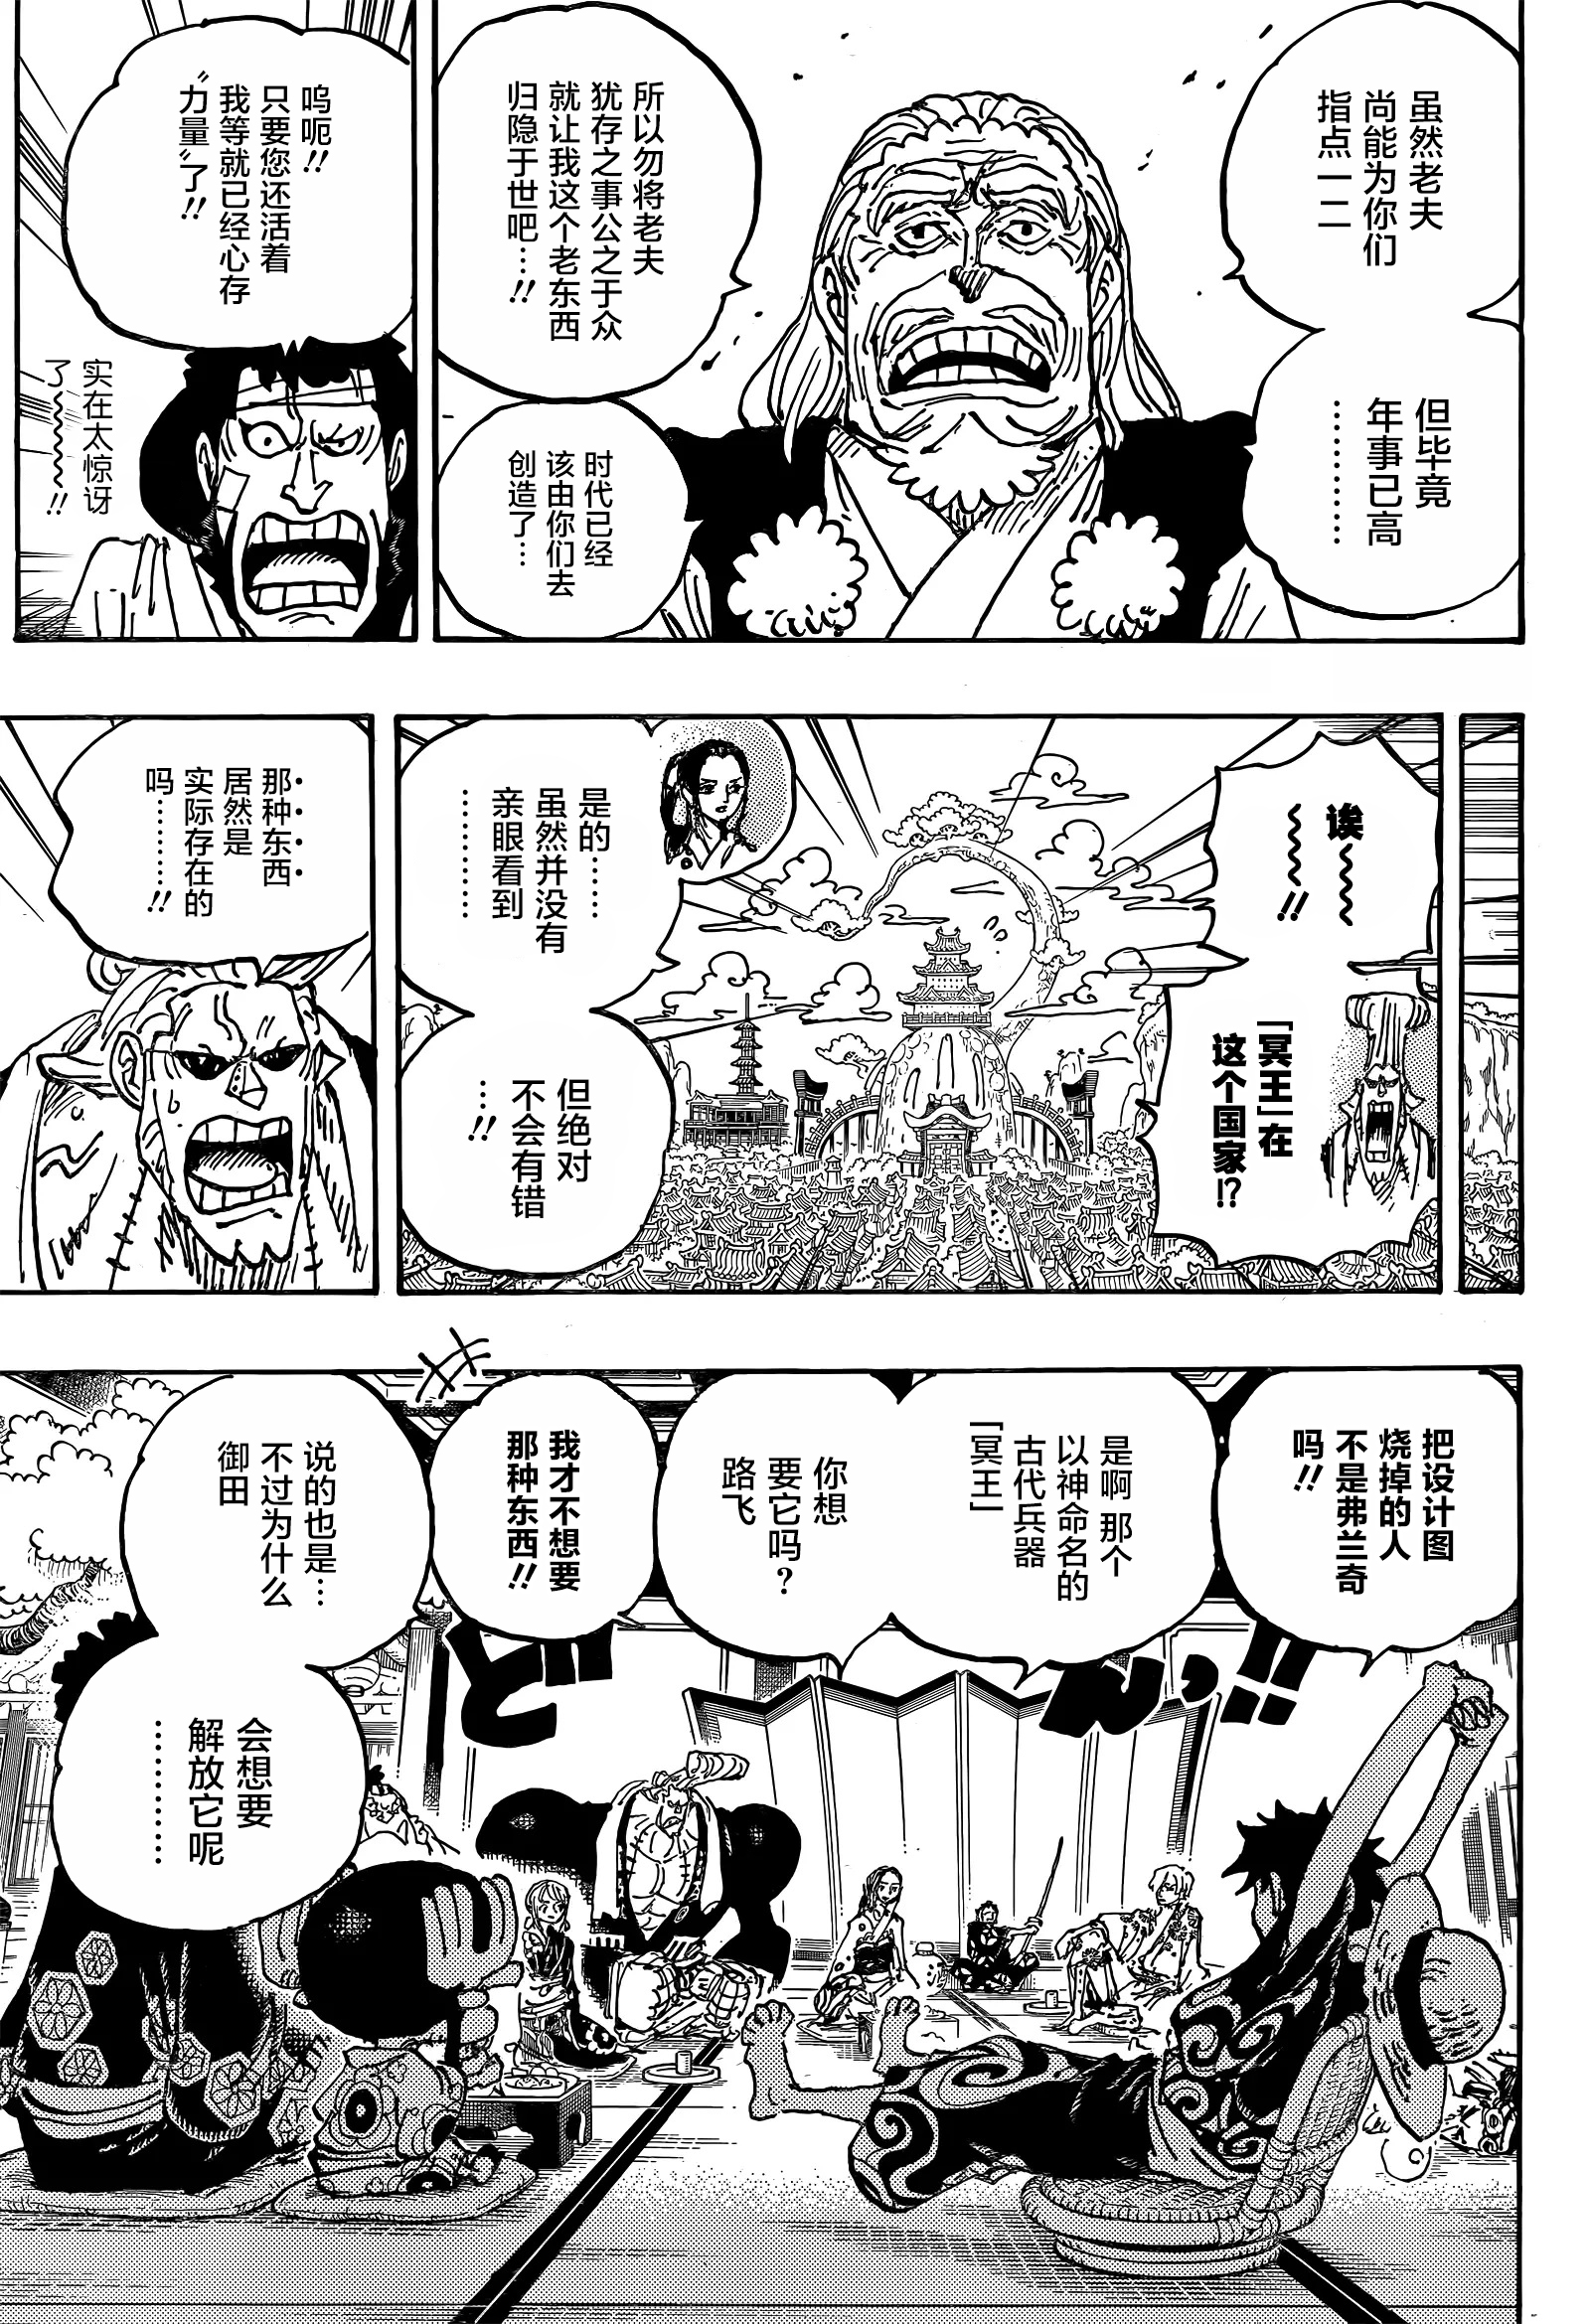 虽然老夫
尚能为你们
指点一二
但毕竟
年事已高
………
所以勿将老夫
犹存之事公之于众
就让我这个老东西
归隐于世吧…!!
时代已经
该由你们去
创造了…
呜呃!!
只要您还活着
我等就已经心存
“力量”了!!
实在太惊讶
了~~~~!!
诶~~~
~~~!!
「冥王」在
这个国家!?
是的……
虽然并没有
亲眼看到
…………
但绝对
不会有错
…!!
那种东西
居然是
实际存在的
吗………!!
把设计图
烧掉的人
不是弗兰奇
吗!!
是啊 那个
以神命名的
古代兵器
「冥王」
你想
要它吗?
路飞
我才不想要
那种东西!!
说的也是…
不过为什么
御田
会想要
解放它呢
…………
どん!!